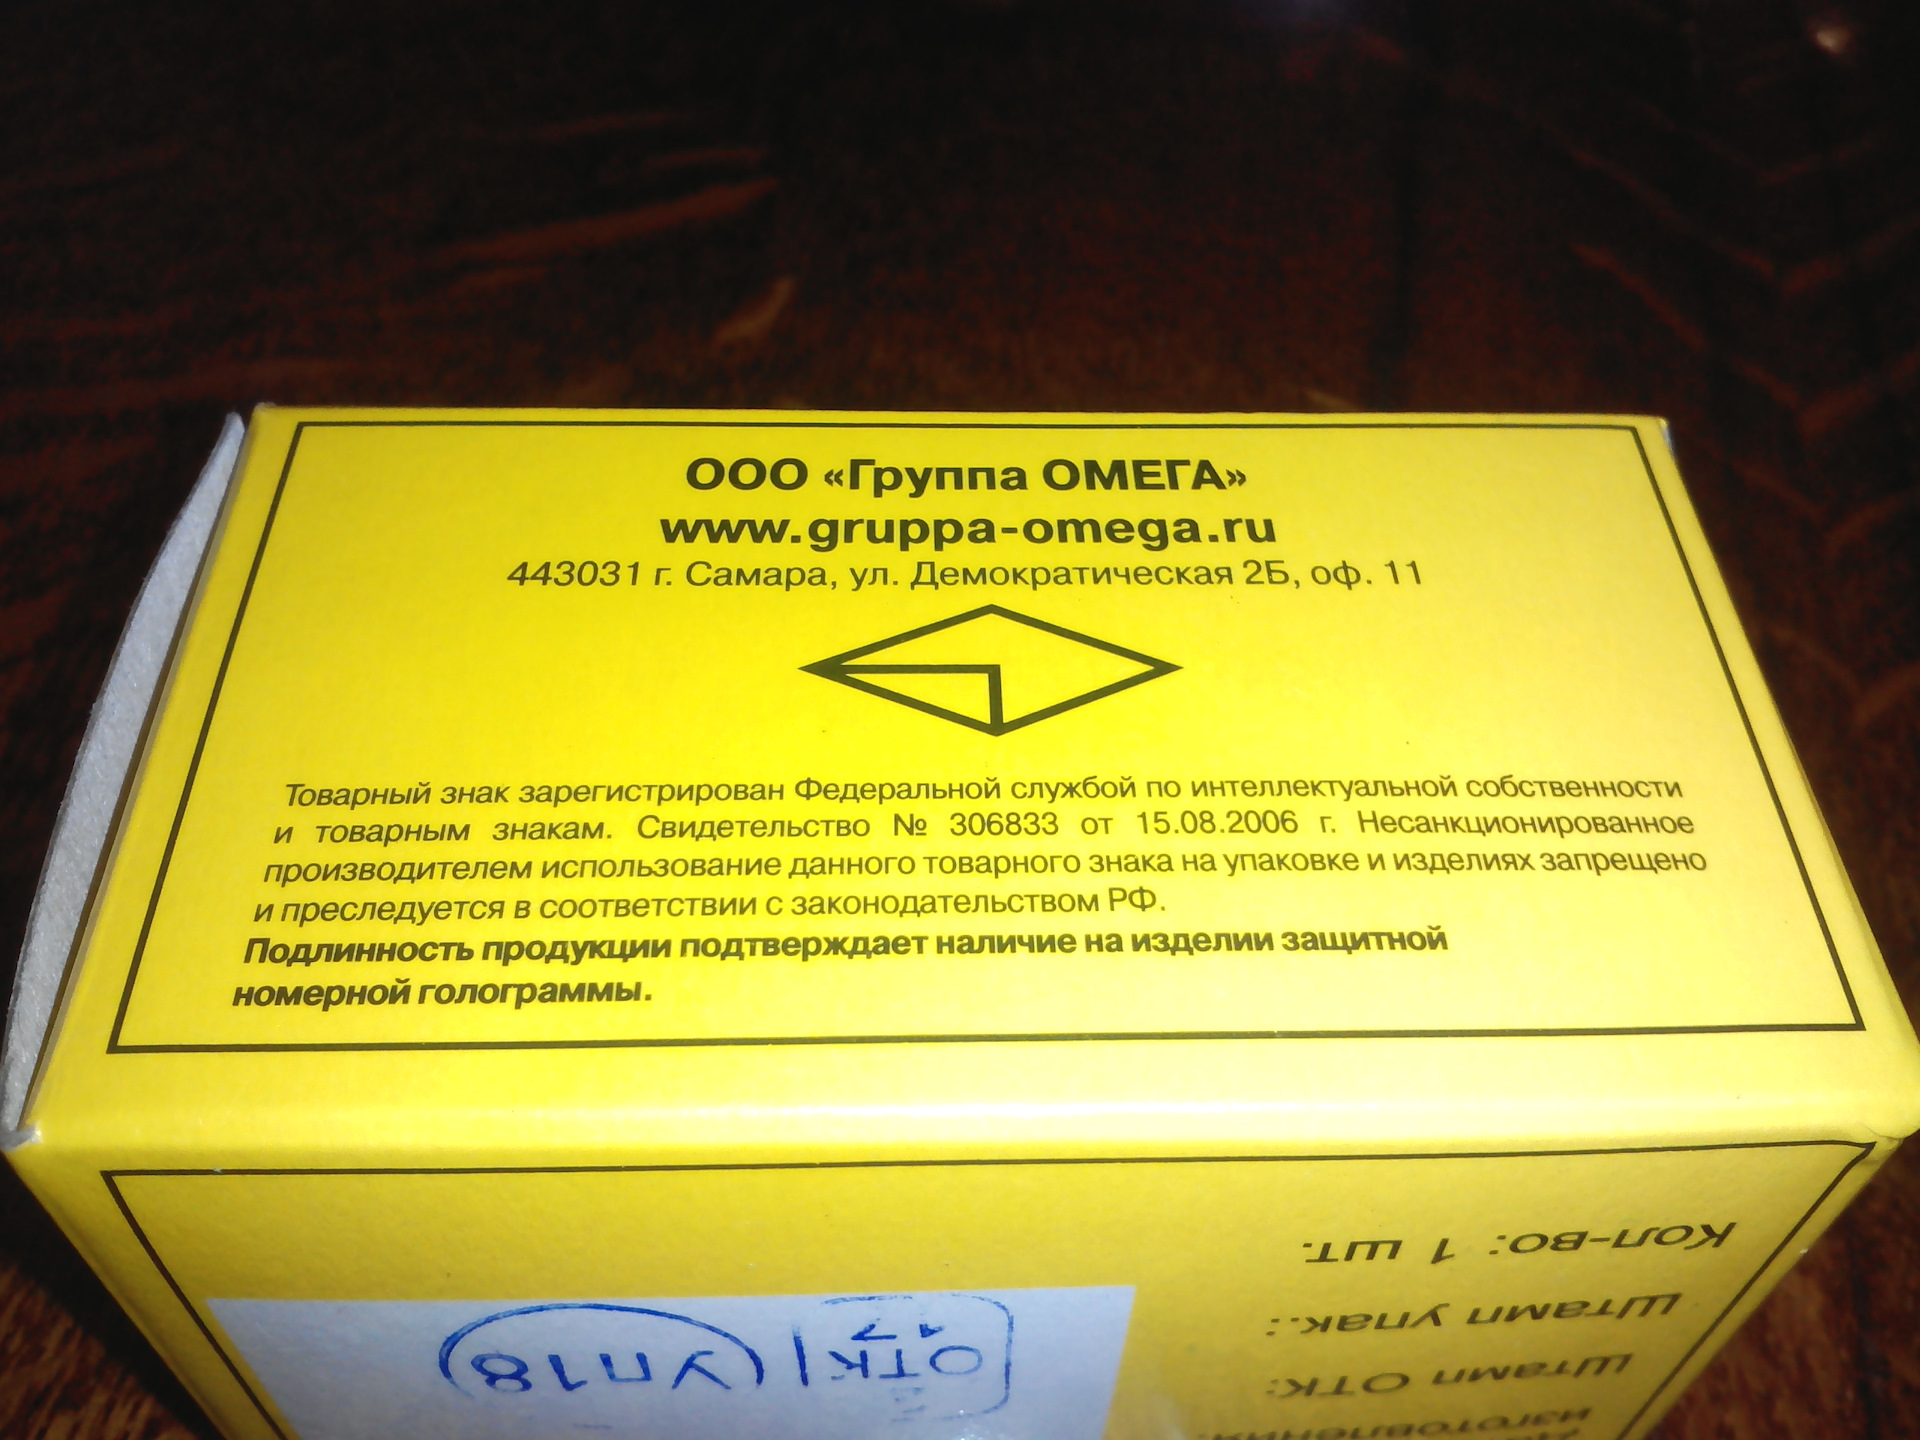 ООО «Группа ОМЕГА»
www.gruppa-omega.ru
443031 г. Самара, ул. Демократическая 2Б, оф. 11
Товарный знак зарегистрирован Федеральной службой по интеллектуальной собственности
и товарным знакам. Свидетельство № 306833 от 15.08.2006 г. Несанкционированное
производителем использование данного товарного знака на упаковке и изделиях запрещено
и преследуется в соответствии с законодательством РФ.
Подлинность продукции подтверждает наличие на изделии защитной
номерной голограммы.
Кол-во: 1 шт.
Штамп упак.:
Штамп ОТК:
изготовления:
ОТК
17
Уп18